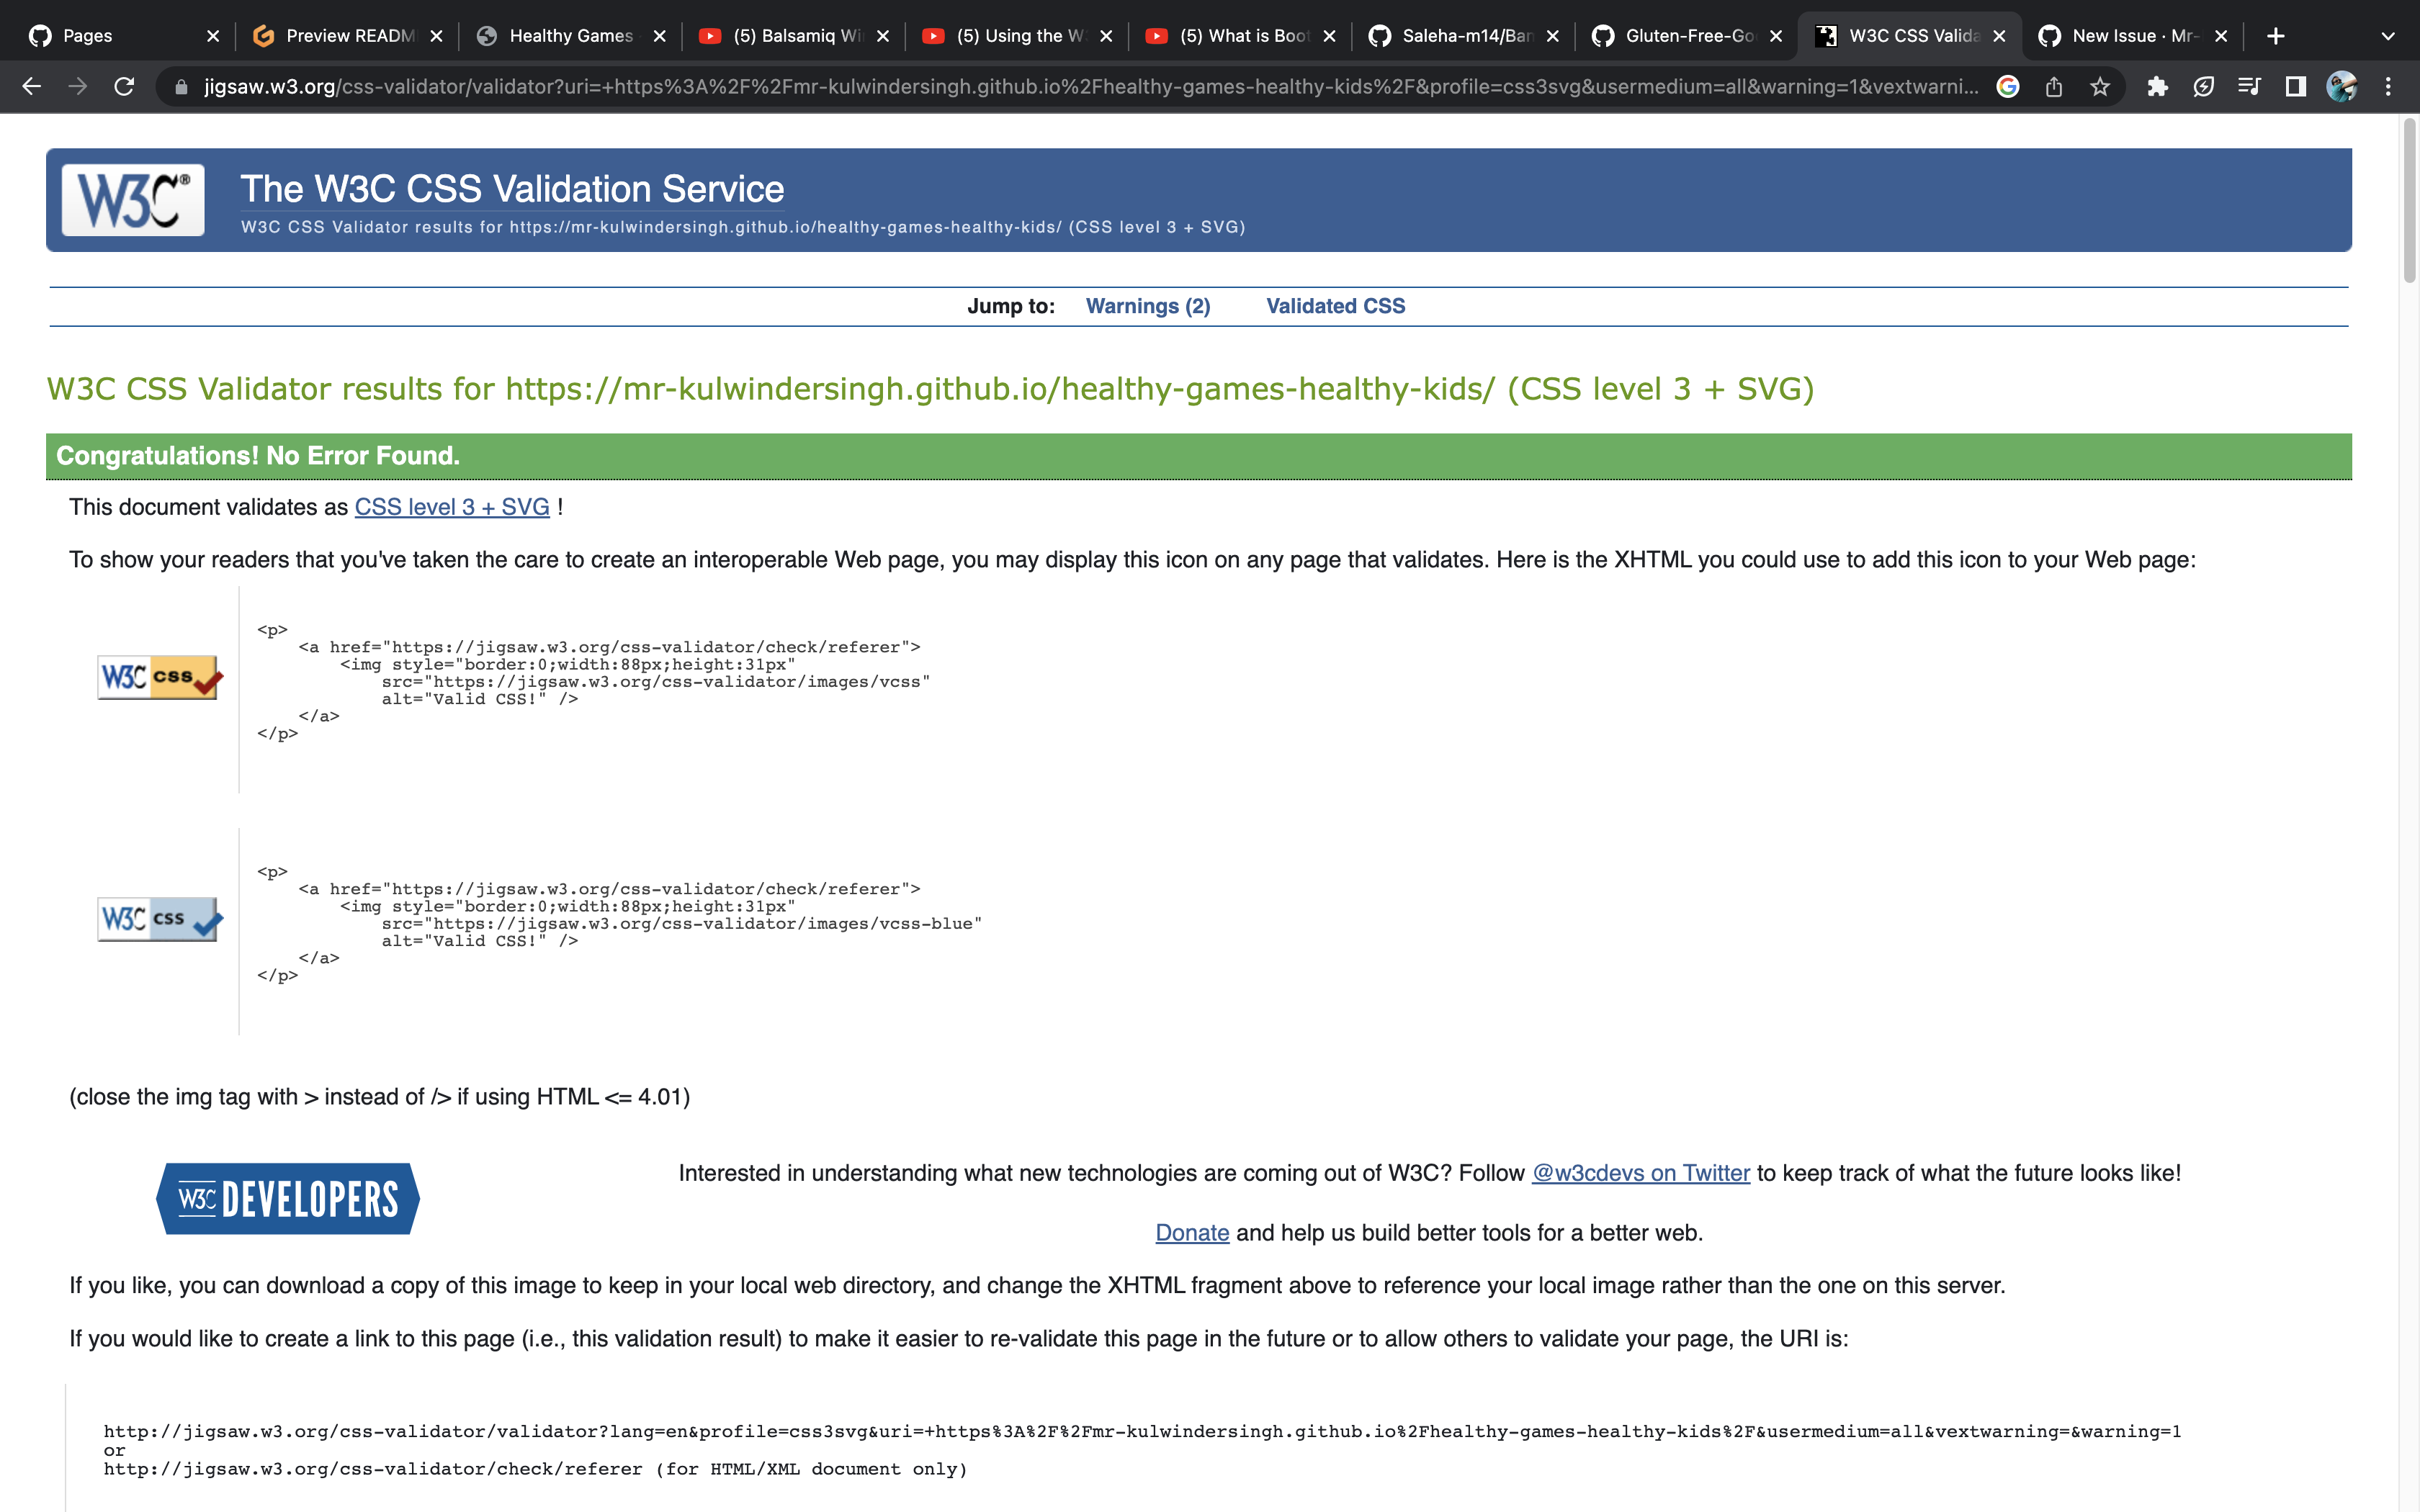 Pages
Preview READM
Healthy Games
(5) Balsamiq Wi
(5) Using the W
(5) What is Boot
Saleha-m14/Ban
Gluten-Free-Go
W3C CSS Valida
New Issue · Mr-
jigsaw.w3.org/css-validator/validator?uri=+https%3A%2F%2Fmr-kulwindersingh.github.io%2Fhealthy-games-healthy-kids%2F&profile=css3svg&usermedium=all&warning=1&vextwarni...
W3C®
The W3C CSS Validation Service
W3C CSS Validator results for https://mr-kulwindersingh.github.io/healthy-games-healthy-kids/ (CSS level 3 + SVG)
Jump to: Warnings (2) Validated CSS
W3C CSS Validator results for https://mr-kulwindersingh.github.io/healthy-games-healthy-kids/ (CSS level 3 + SVG)
Congratulations! No Error Found.
This document validates as CSS level 3 + SVG !
To show your readers that you've taken the care to create an interoperable Web page, you may display this icon on any page that validates. Here is the XHTML you could use to add this icon to your Web page:
W3C css
<p>
<a href="https://jigsaw.w3.org/css-validator/check/referer">
<img style="border:0;width:88px;height:31px"
src="https://jigsaw.w3.org/css-validator/images/vcss"
alt="Valid CSS!" />
</a>
</p>
W3C css
<p>
<a href="https://jigsaw.w3.org/css-validator/check/referer">
<img style="border:0;width:88px;height:31px"
src="https://jigsaw.w3.org/css-validator/images/vcss-blue"
alt="Valid CSS!" />
</a>
</p>
(close the img tag with > instead of /> if using HTML <= 4.01)
W3C DEVELOPERS
Interested in understanding what new technologies are coming out of W3C? Follow @w3cdevs on Twitter to keep track of what the future looks like!
Donate and help us build better tools for a better web.
If you like, you can download a copy of this image to keep in your local web directory, and change the XHTML fragment above to reference your local image rather than the one on this server.
If you would like to create a link to this page (i.e., this validation result) to make it easier to re-validate this page in the future or to allow others to validate your page, the URI is:
http://jigsaw.w3.org/css-validator/validator?lang=en&profile=css3svg&uri=+https%3A%2F%2Fmr-kulwindersingh.github.io%2Fhealthy-games-healthy-kids%2F&usermedium=all&vextwarning=&warning=1
or
http://jigsaw.w3.org/css-validator/check/referer (for HTML/XML document only)